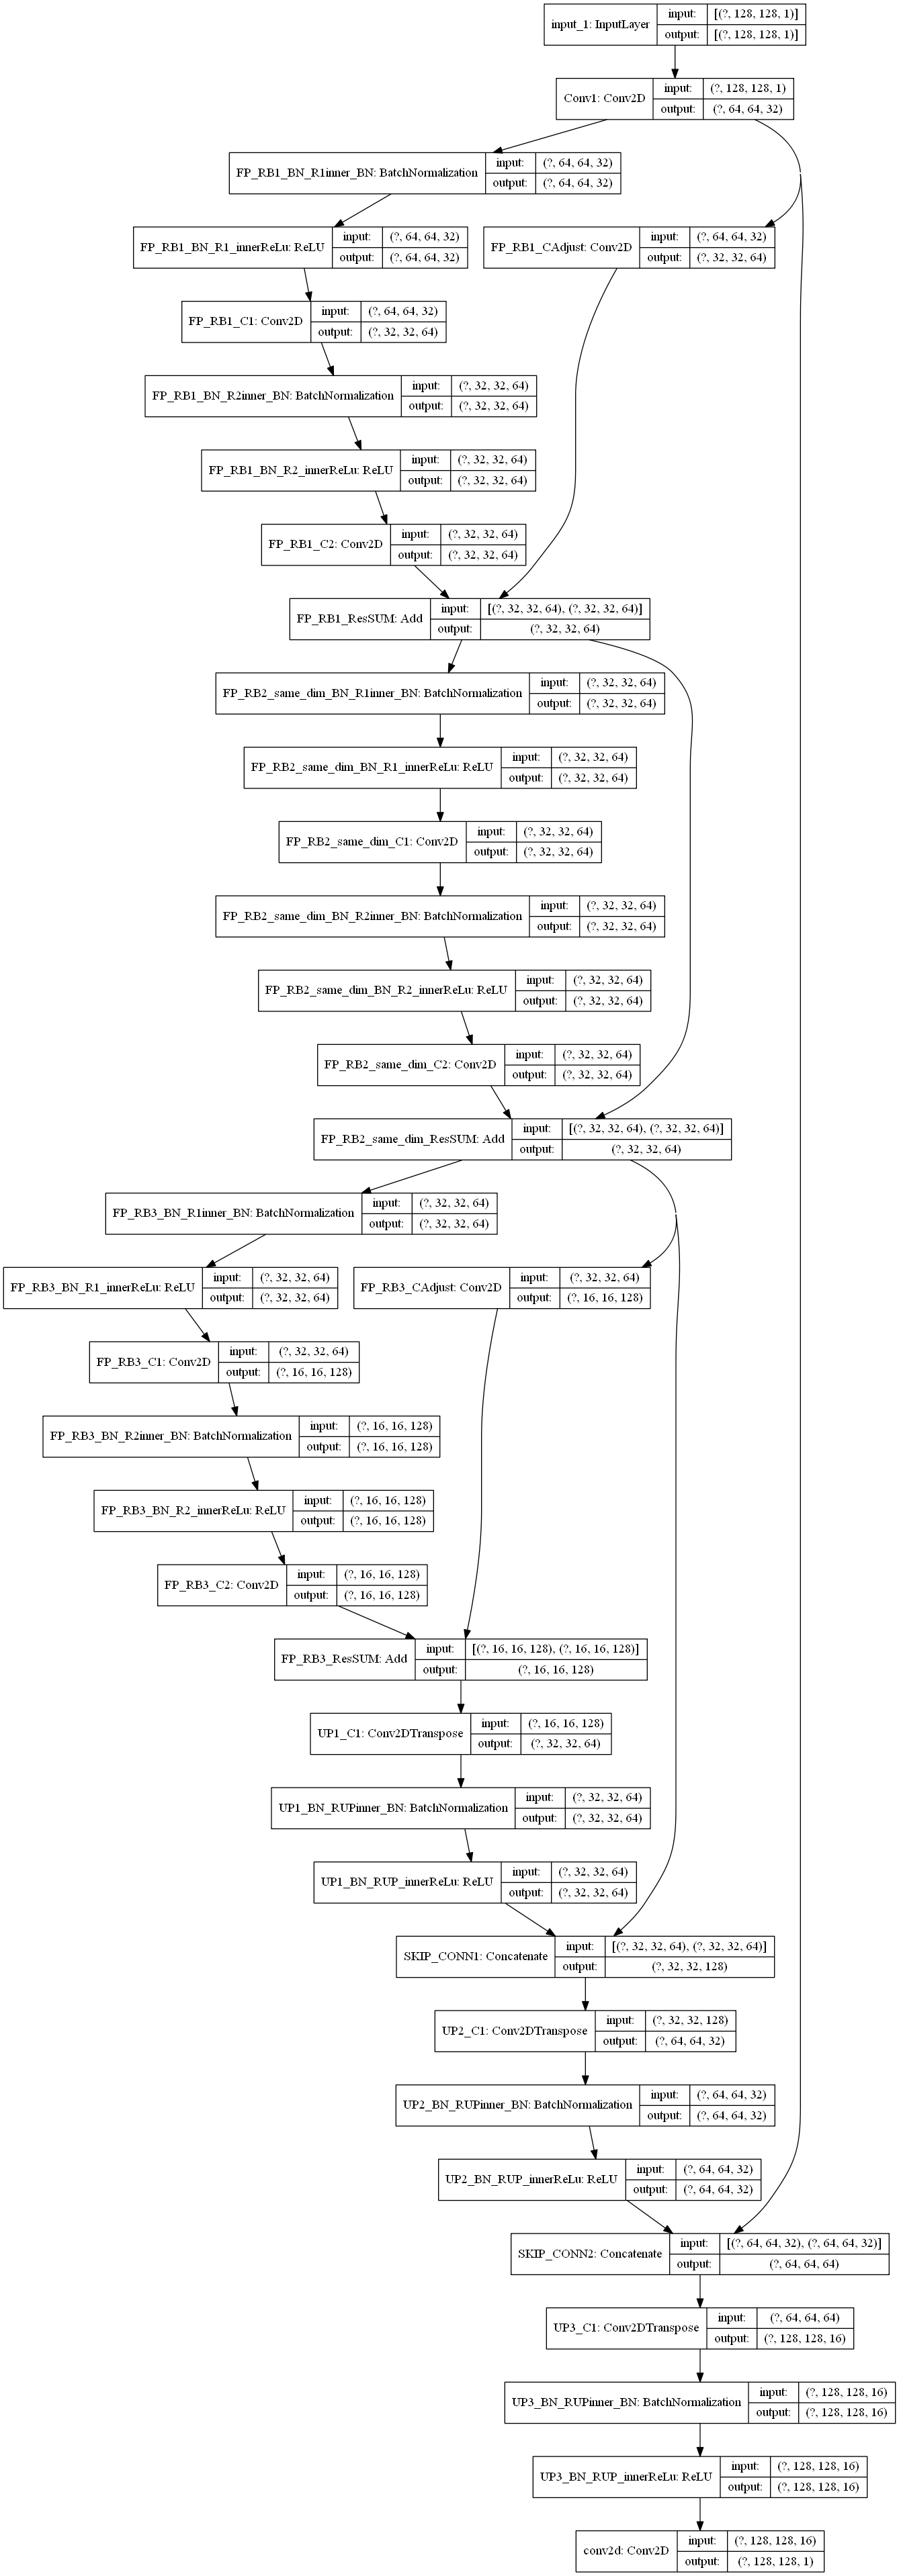 input_1: InputLayer input: [(?, 128, 128, 1)]
output: [(?, 128, 128, 1)]
Conv1: Conv2D input: (?, 128, 128, 1)
output: (?, 64, 64, 32)
FP_RB1_BN_R1inner_BN: BatchNormalization input: (?, 64, 64, 32)
output: (?, 64, 64, 32)
FP_RB1_BN_R1_innerReLu: ReLU input: (?, 64, 64, 32)
output: (?, 64, 64, 32)
FP_RB1_CAdjust: Conv2D input: (?, 64, 64, 32)
output: (?, 32, 32, 64)
FP_RB1_C1: Conv2D input: (?, 64, 64, 32)
output: (?, 32, 32, 64)
FP_RB1_BN_R2inner_BN: BatchNormalization input: (?, 32, 32, 64)
output: (?, 32, 32, 64)
FP_RB1_BN_R2_innerReLu: ReLU input: (?, 32, 32, 64)
output: (?, 32, 32, 64)
FP_RB1_C2: Conv2D input: (?, 32, 32, 64)
output: (?, 32, 32, 64)
FP_RB1_ResSUM: Add input: [(?, 32, 32, 64), (?, 32, 32, 64)]
output: (?, 32, 32, 64)
FP_RB2_same_dim_BN_R1inner_BN: BatchNormalization input: (?, 32, 32, 64)
output: (?, 32, 32, 64)
FP_RB2_same_dim_BN_R1_innerReLu: ReLU input: (?, 32, 32, 64)
output: (?, 32, 32, 64)
FP_RB2_same_dim_C1: Conv2D input: (?, 32, 32, 64)
output: (?, 32, 32, 64)
FP_RB2_same_dim_BN_R2inner_BN: BatchNormalization input: (?, 32, 32, 64)
output: (?, 32, 32, 64)
FP_RB2_same_dim_BN_R2_innerReLu: ReLU input: (?, 32, 32, 64)
output: (?, 32, 32, 64)
FP_RB2_same_dim_C2: Conv2D input: (?, 32, 32, 64)
output: (?, 32, 32, 64)
FP_RB2_same_dim_ResSUM: Add input: [(?, 32, 32, 64), (?, 32, 32, 64)]
output: (?, 32, 32, 64)
FP_RB3_BN_R1inner_BN: BatchNormalization input: (?, 32, 32, 64)
output: (?, 32, 32, 64)
FP_RB3_BN_R1_innerReLu: ReLU input: (?, 32, 32, 64)
output: (?, 32, 32, 64)
FP_RB3_CAdjust: Conv2D input: (?, 32, 32, 64)
output: (?, 16, 16, 128)
FP_RB3_C1: Conv2D input: (?, 32, 32, 64)
output: (?, 16, 16, 128)
FP_RB3_BN_R2inner_BN: BatchNormalization input: (?, 16, 16, 128)
output: (?, 16, 16, 128)
FP_RB3_BN_R2_innerReLu: ReLU input: (?, 16, 16, 128)
output: (?, 16, 16, 128)
FP_RB3_C2: Conv2D input: (?, 16, 16, 128)
output: (?, 16, 16, 128)
FP_RB3_ResSUM: Add input: [(?, 16, 16, 128), (?, 16, 16, 128)]
output: (?, 16, 16, 128)
UP1_C1: Conv2DTranspose input: (?, 16, 16, 128)
output: (?, 32, 32, 64)
UP1_BN_RUPinner_BN: BatchNormalization input: (?, 32, 32, 64)
output: (?, 32, 32, 64)
UP1_BN_RUP_innerReLu: ReLU input: (?, 32, 32, 64)
output: (?, 32, 32, 64)
SKIP_CONN1: Concatenate input: [(?, 32, 32, 64), (?, 32, 32, 64)]
output: (?, 32, 32, 128)
UP2_C1: Conv2DTranspose input: (?, 32, 32, 128)
output: (?, 64, 64, 32)
UP2_BN_RUPinner_BN: BatchNormalization input: (?, 64, 64, 32)
output: (?, 64, 64, 32)
UP2_BN_RUP_innerReLu: ReLU input: (?, 64, 64, 32)
output: (?, 64, 64, 32)
SKIP_CONN2: Concatenate input: [(?, 64, 64, 32), (?, 64, 64, 32)]
output: (?, 64, 64, 64)
UP3_C1: Conv2DTranspose input: (?, 64, 64, 64)
output: (?, 128, 128, 16)
UP3_BN_RUPinner_BN: BatchNormalization input: (?, 128, 128, 16)
output: (?, 128, 128, 16)
UP3_BN_RUP_innerReLu: ReLU input: (?, 128, 128, 16)
output: (?, 128, 128, 16)
conv2d: Conv2D input: (?, 128, 128, 16)
output: (?, 128, 128, 1)